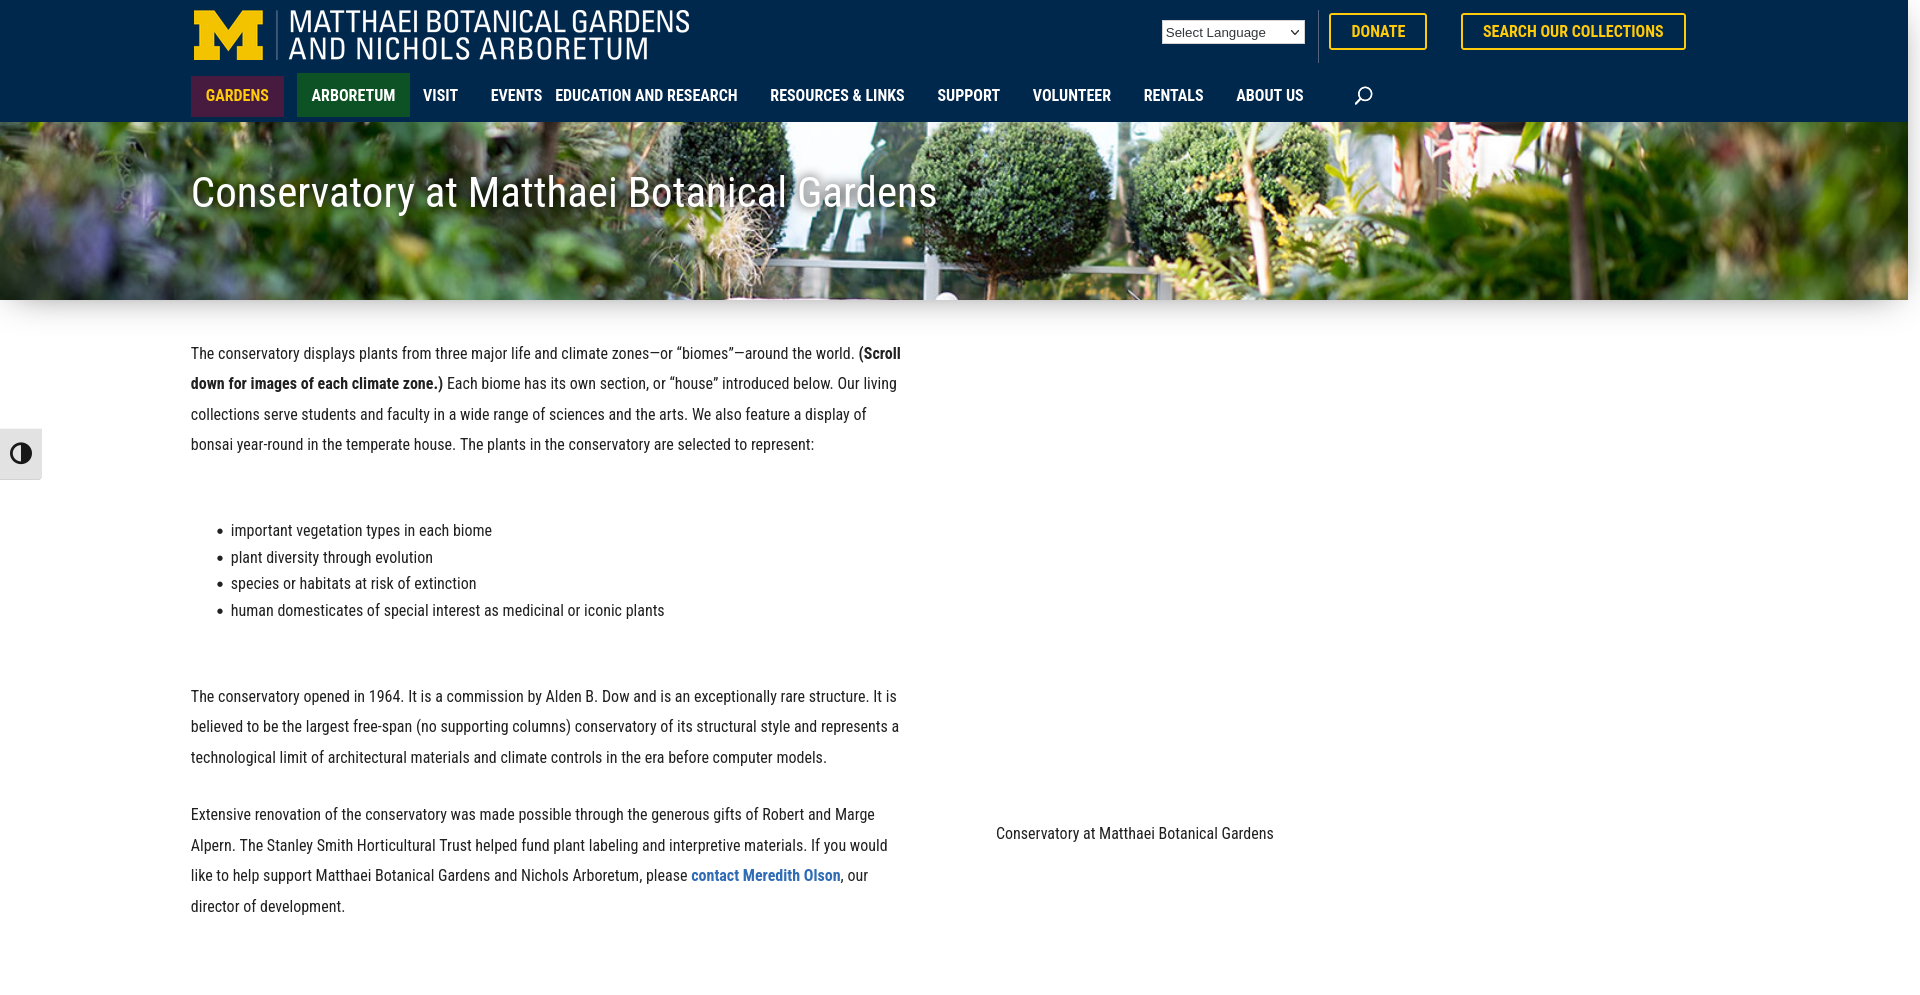 MATTHAEI BOTANICAL GARDENS
AND NICHOLS ARBORETUM
Select Language
DONATE
SEARCH OUR COLLECTIONS
GARDENS
ARBORETUM
VISIT
EVENTS
EDUCATION AND RESEARCH
RESOURCES & LINKS
SUPPORT
VOLUNTEER
RENTALS
ABOUT US
Conservatory at Matthaei Botanical Gardens
The conservatory displays plants from three major life and climate zones—or “biomes”—around the world. (Scroll
down for images of each climate zone.) Each biome has its own section, or “house” introduced below. Our living
collections serve students and faculty in a wide range of sciences and the arts. We also feature a display of
bonsai year-round in the temperate house. The plants in the conservatory are selected to represent:
• important vegetation types in each biome
• plant diversity through evolution
• species or habitats at risk of extinction
• human domesticates of special interest as medicinal or iconic plants
The conservatory opened in 1964. It is a commission by Alden B. Dow and is an exceptionally rare structure. It is
believed to be the largest free-span (no supporting columns) conservatory of its structural style and represents a
technological limit of architectural materials and climate controls in the era before computer models.
Extensive renovation of the conservatory was made possible through the generous gifts of Robert and Marge
Alpern. The Stanley Smith Horticultural Trust helped fund plant labeling and interpretive materials. If you would
like to help support Matthaei Botanical Gardens and Nichols Arboretum, please contact Meredith Olson, our
director of development.
Conservatory at Matthaei Botanical Gardens